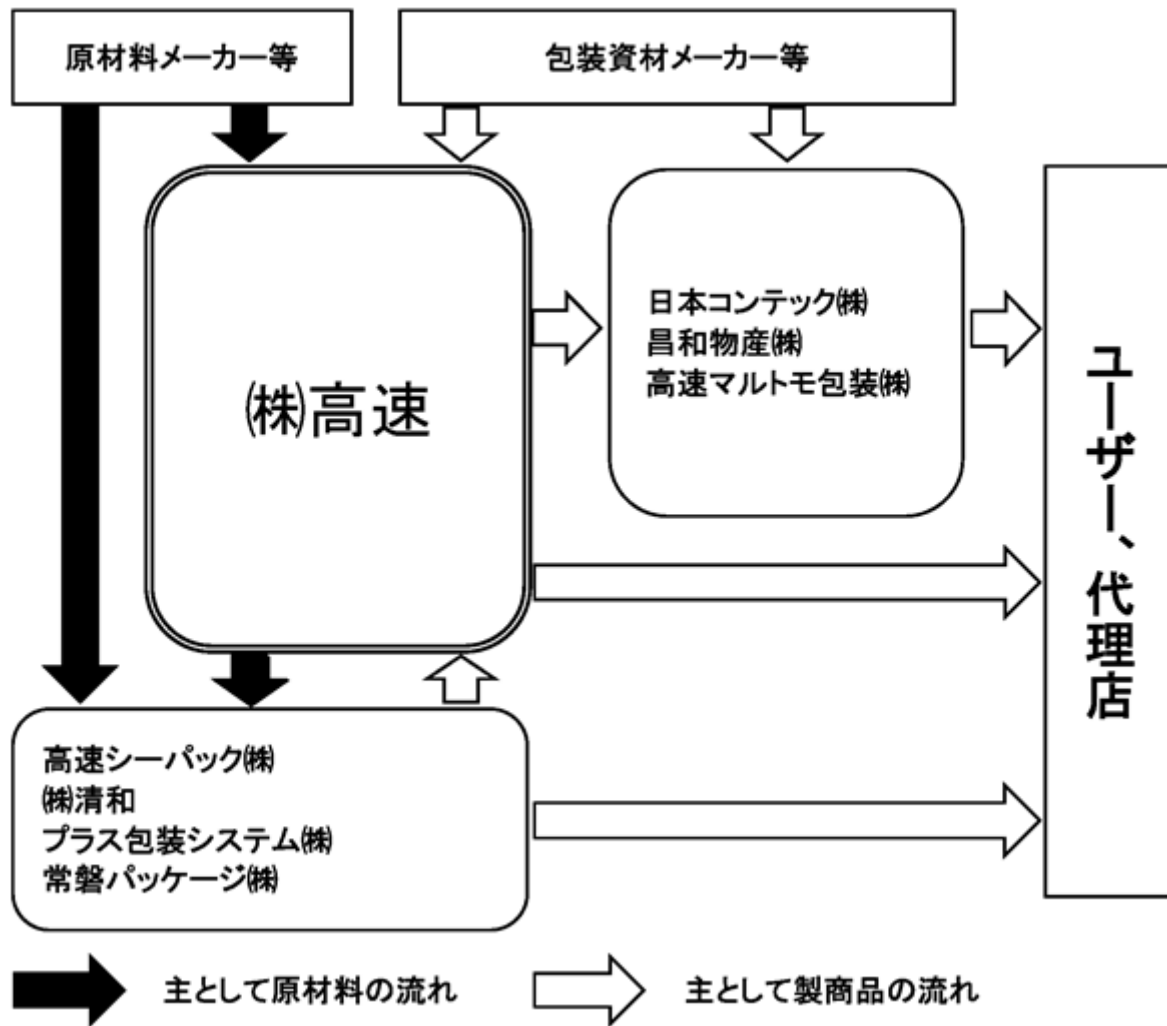 原材料メーカー等
包装資材メーカー等
㈱高速
日本コンテック㈱
昌和物産㈱
高速マルトモ包装㈱
ユーザー、代理店
高速シーパック㈱
㈱清和
プラス包装システム㈱
常磐パッケージ㈱
主として原材料の流れ
主として製商品の流れ